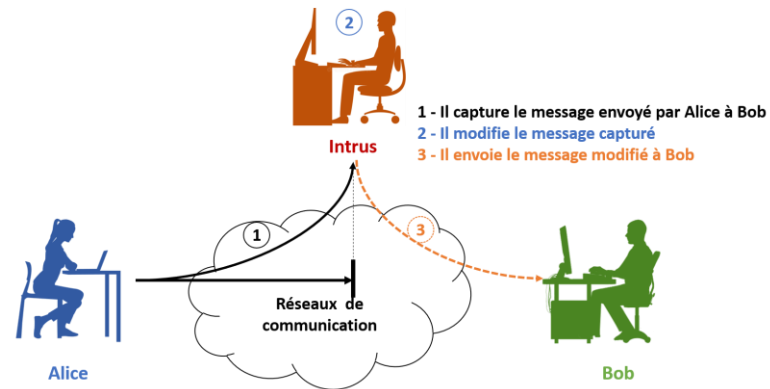 2
1 - Il capture le message envoyé par Alice à Bob
2 - Il modifie le message capturé
3 - Il envoie le message modifié à Bob
Intrus
1
3
Réseaux de
communication
Alice
Bob